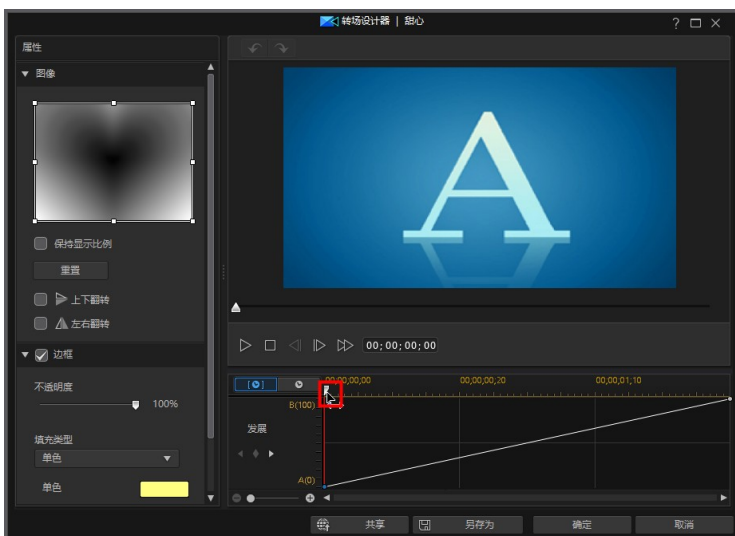 转场设计器 | 甜心
属性
图像
保持显示比例
重置
上下翻转
左右翻转
边框
不透明度
100%
填充类型
单色
单色
A
00;00;00;00
00;00;00;00
00;00;00;20
00;00;01;10
B(100)
发展
A(0)
共享
另存为
确定
取消